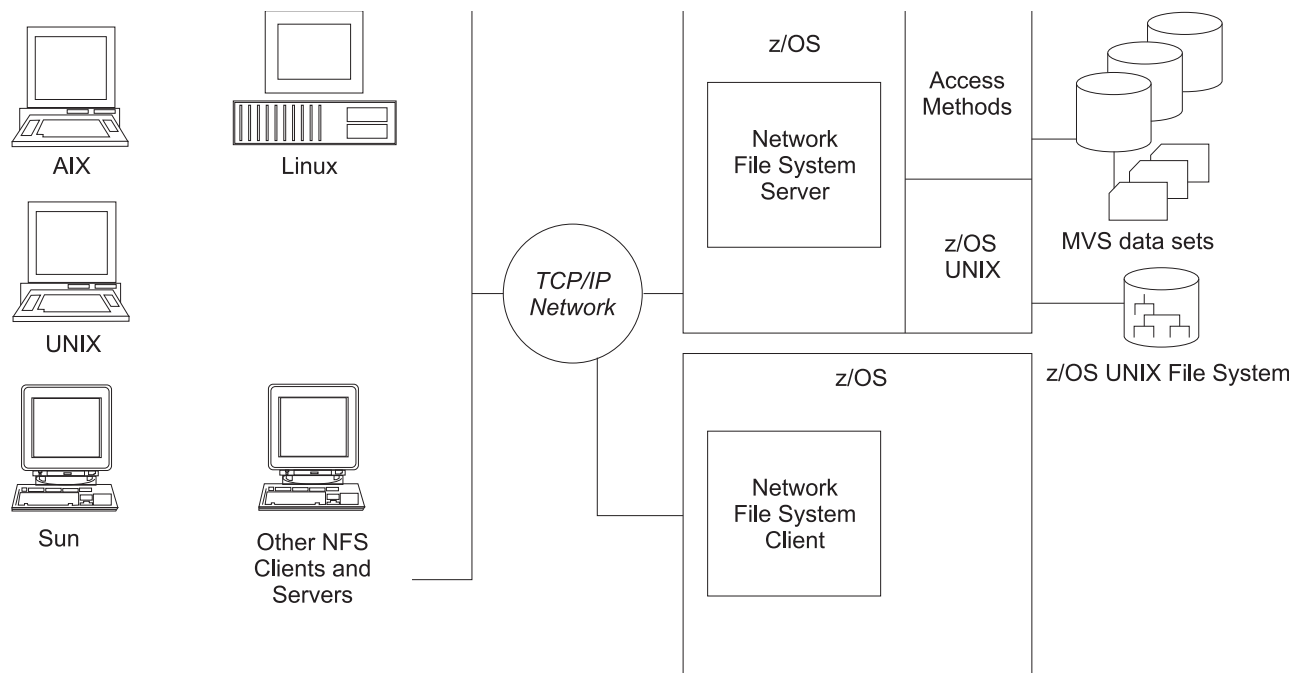 AIX
Linux
UNIX
Sun
Other NFS
Clients and
Servers
TCP/IP
Network
z/OS
Network
File System
Server
Access
Methods
z/OS
UNIX
MVS data sets
z/OS UNIX File System
z/OS
Network
File System
Client